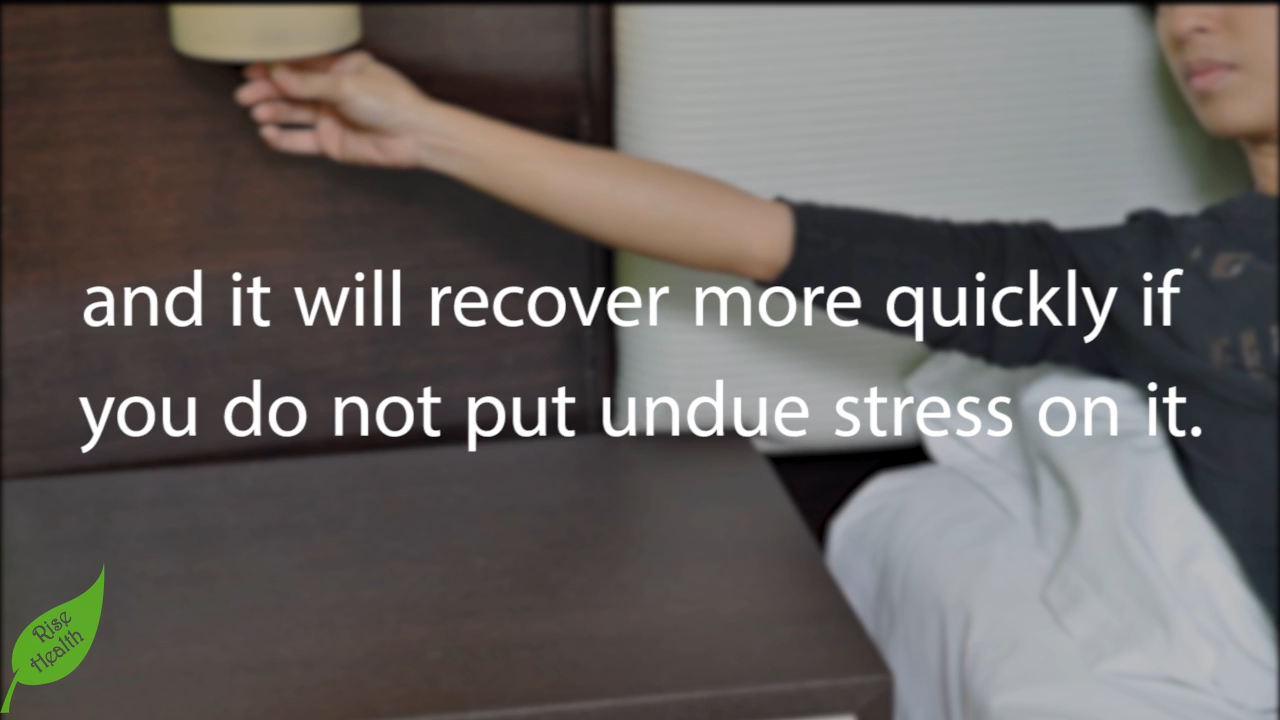 and it will recover more quickly if
you do not put undue stress on it.
Rise
Health